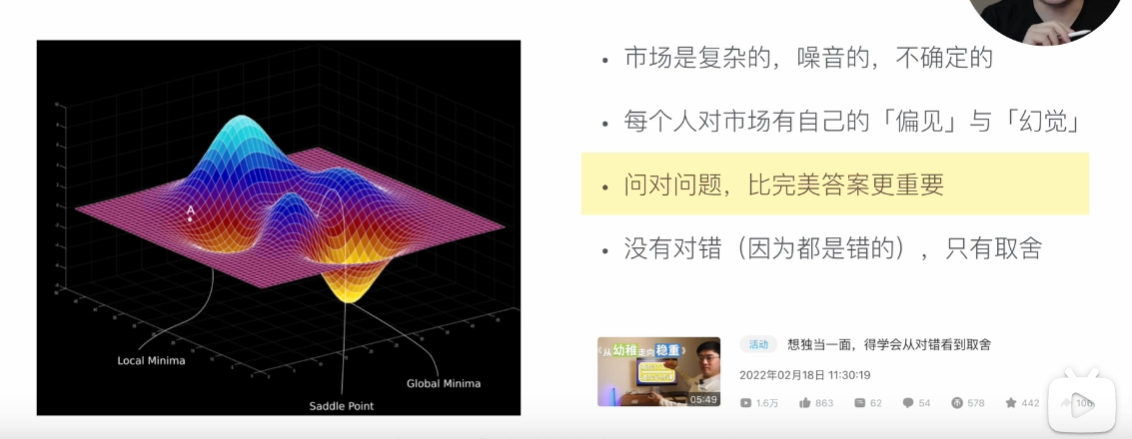 A
Local Minima
Saddle Point
Global Minima
市场是复杂的，噪音的，不确定的
每个人对市场有自己的「偏见」与「幻觉」
问对问题，比完美答案更重要
没有对错（因为都是错的），只有取舍
《从幼稚走向稳重》
05:49
活动 想独当一面，得学会从对错看到取舍
2022年02月18日 11:30:19
1.6万 863 62 54 578 442 106